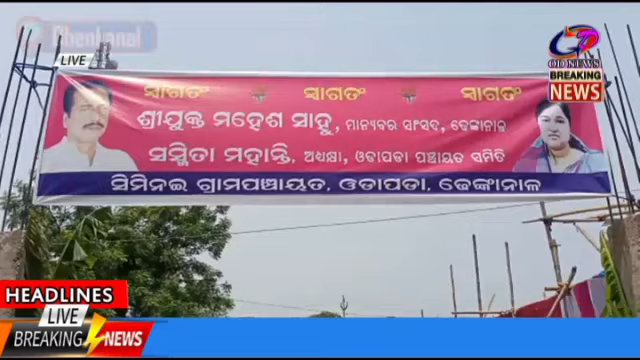 Dhenkanal
LIVE
OD NEWS
BREAKING
NEWS
ସ୍ଵାଗତଂ ସ୍ଵାଗତଂ ସ୍ଵାଗତଂ
ଶ୍ରୀଯୁକ୍ତ ମହେଶ ସାହୁ, ମାନ୍ୟବର ସାଂସଦ, ଢେଙ୍କାନାଳ
ସସ୍ମିତା ମହାନ୍ତି, ଅଧ୍ୟକ୍ଷା, ଓଡାପଡା ପଞ୍ଚାୟତ ସମିତି
ସିମିନଈ ଗ୍ରାମପଞ୍ଚାୟତ, ଓଡାପଡା, ଢେଙ୍କାନାଳ
HEADLINES
LIVE
BREAKING NEWS